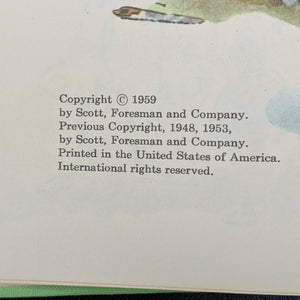 Copyright © 1959
by Scott, Foresman and Company.
Previous Copyright, 1948, 1953,
by Scott, Foresman and Company.
Printed in the United States of America.
International rights reserved.